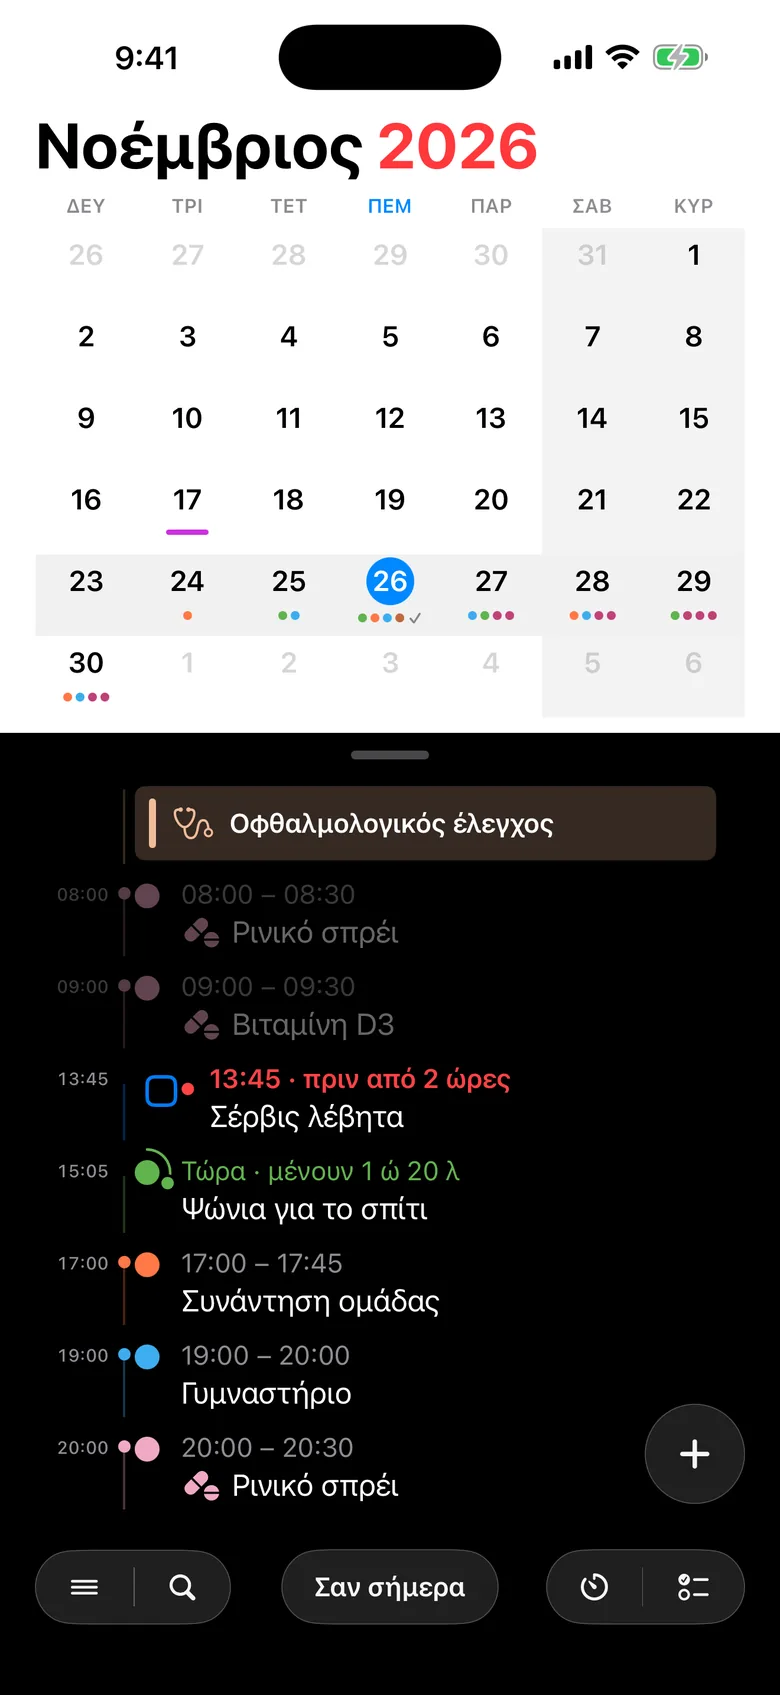 9:41
Νοέμβριος 2026
ΔΕΥ ΤΡΙ ΤΕΤ ΠΕΜ ΠΑΡ ΣΑΒ ΚΥΡ
26 27 28 29 30 31 1
2 3 4 5 6 7 8
9 10 11 12 13 14 15
16 17 18 19 20 21 22
23 24 25 26 27 28 29
30 1 2 3 4 5 6
Οφθαλμολογικός έλεγχος
08:00 08:00 – 08:30
Ρινικό σπρέι
09:00 09:00 – 09:30
Βιταμίνη D3
13:45 13:45 · πριν από 2 ώρες
Σέρβις λέβητα
15:05 Τώρα · μένουν 1 ώ 20 λ
Ψώνια για το σπίτι
17:00 17:00 – 17:45
Συνάντηση ομάδας
19:00 19:00 – 20:00
Γυμναστήριο
20:00 20:00 – 20:30
Ρινικό σπρέι
Σαν σήμερα